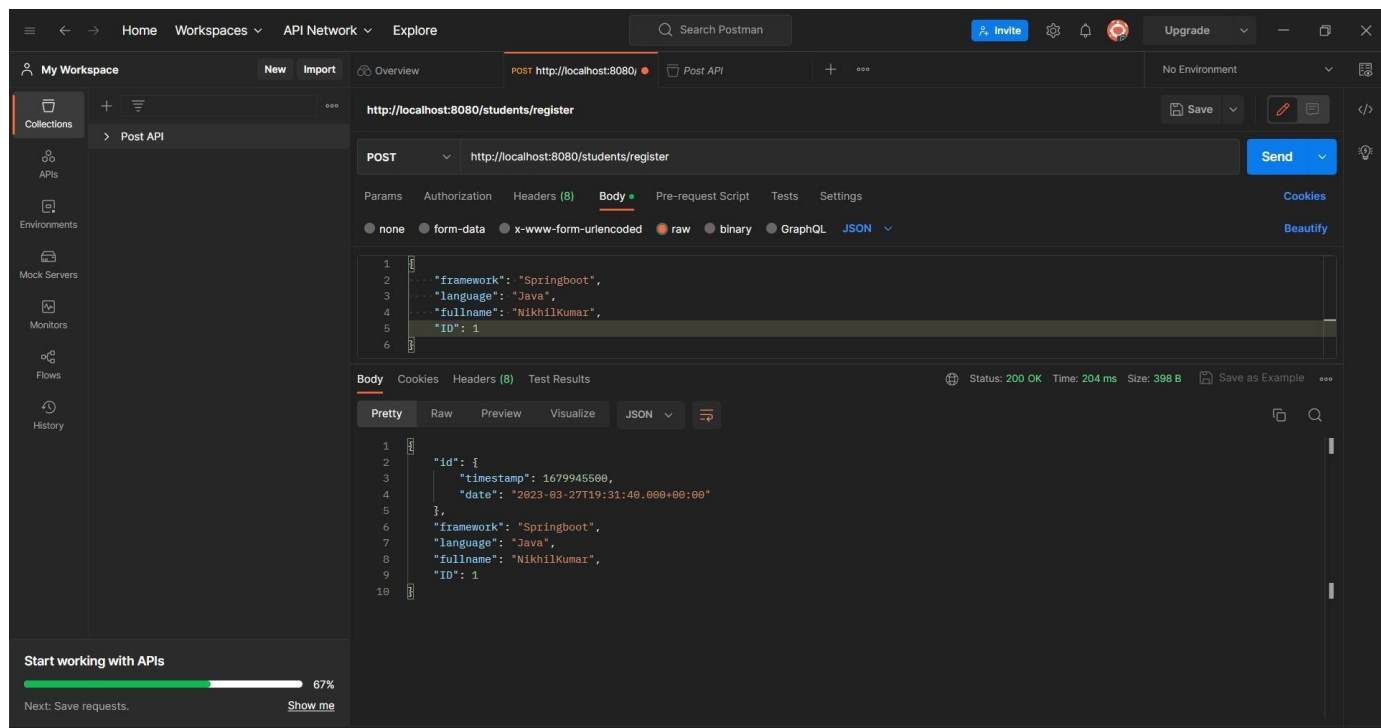 Home Workspaces API Network Explore Search Postman Invite Upgrade
My Workspace New Import Overview POST http://localhost:8080/ Post API No Environment
Collections
Post API
APIs
Environments
Mock Servers
Monitors
Flows
History
http://localhost:8080/students/register Save
POST http://localhost:8080/students/register Send
Params Authorization Headers (8) Body Pre-request Script Tests Settings Cookies
none form-data x-www-form-urlencoded raw binary GraphQL JSON Beautify
1 {
2 "framework": "Springboot",
3 "language": "Java",
4 "fullname": "NikhilKumar",
5 "ID": 1
6 }
Body Cookies Headers (8) Test Results Status: 200 OK Time: 204 ms Size: 398 B Save as Example
Pretty Raw Preview Visualize JSON
1 {
2 "id": {
3 "timestamp": 1679945500,
4 "date": "2023-03-27T19:31:40.000+00:00"
5 },
6 "framework": "Springboot",
7 "language": "Java",
8 "fullname": "NikhilKumar",
9 "ID": 1
10 }
Start working with APIs
67%
Next: Save requests. Show me